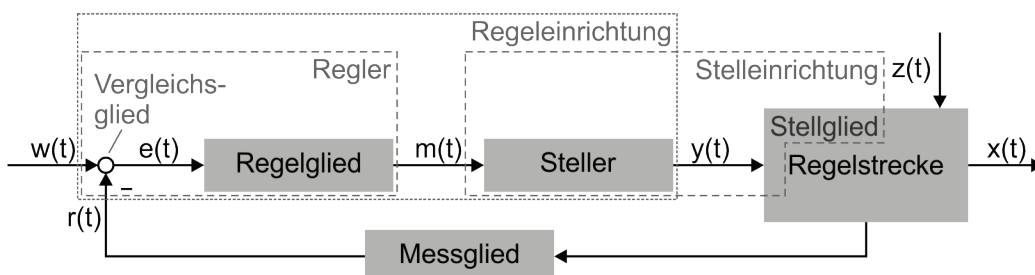 Regeleinrichtung
Regler
Stelleinrichtung
z(t)
Vergleichs-
glied
Stellglied
w(t)
e(t)
Regelglied
m(t)
Steller
y(t)
Regelstrecke
x(t)
–
r(t)
Messglied